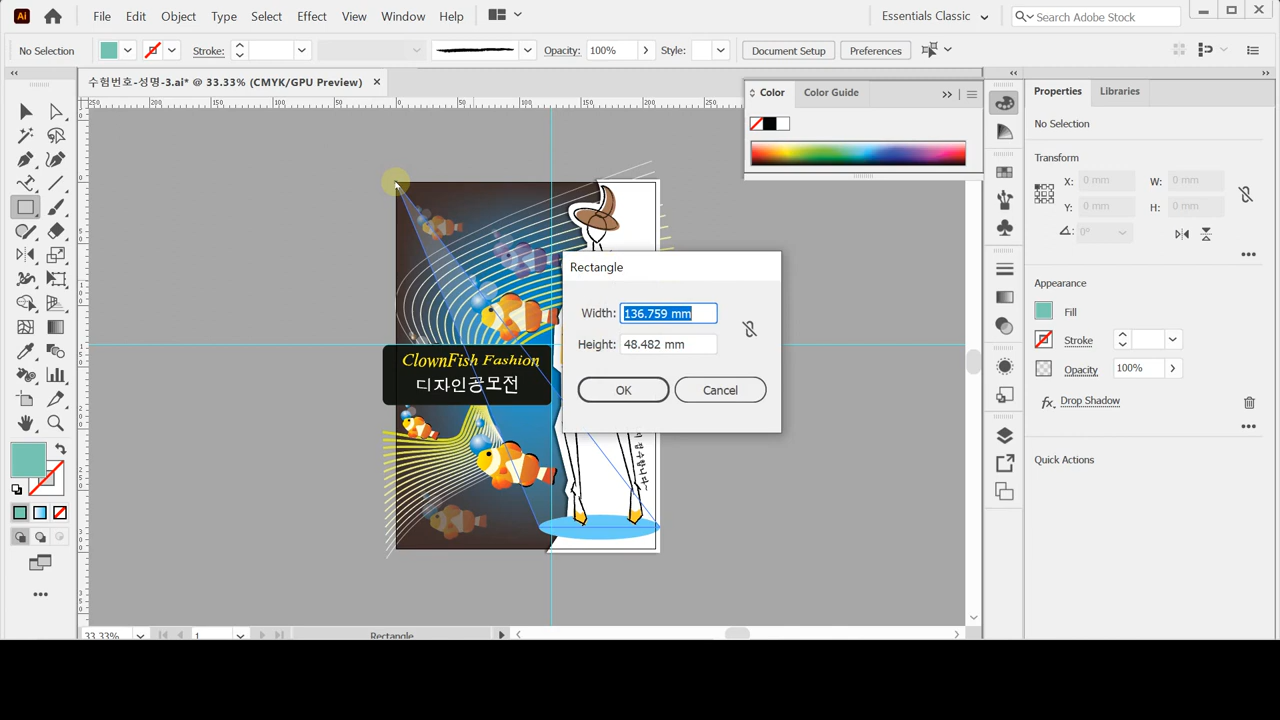 Ai File Edit Object Type Select Effect View Window Help Essentials Classic Search Adobe Stock
No Selection Stroke: Opacity: 100% Style: Document Setup Preferences
수험번호-성명-3.ai* @ 33.33% (CMYK/GPU Preview)
Color Color Guide
Properties Libraries
No Selection
Transform
X: 0 mm W: 0 mm
Y: 0 mm H: 0 mm
0°
Appearance
Fill
Stroke
Opacity 100%
fx Drop Shadow
Quick Actions
Rectangle
Width: 136.759 mm
Height: 48.482 mm
OK Cancel
ClownFish Fashion
디자인공모전
33.33% 1 Rectangle